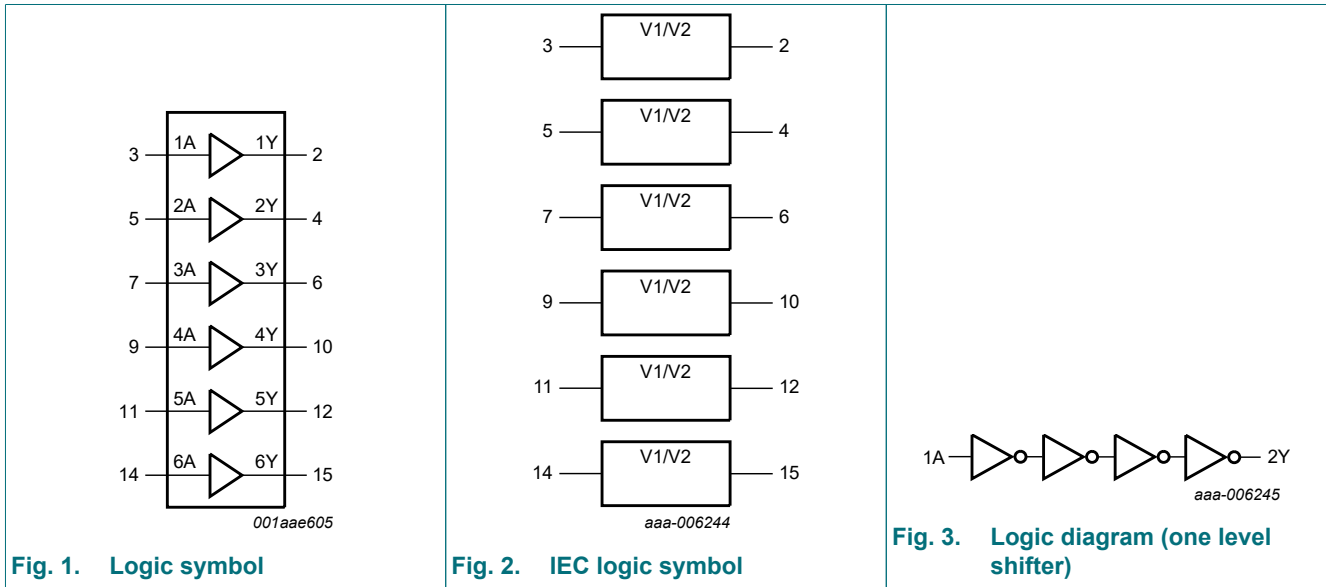 3 1A 1Y 2
5 2A 2Y 4
7 3A 3Y 6
9 4A 4Y 10
11 5A 5Y 12
14 6A 6Y 15
001aae605
Fig. 1. Logic symbol
3 V1/V2 2
5 V1/V2 4
7 V1/V2 6
9 V1/V2 10
11 V1/V2 12
14 V1/V2 15
aaa-006244
Fig. 2. IEC logic symbol
1A 2Y
aaa-006245
Fig. 3. Logic diagram (one level
shifter)